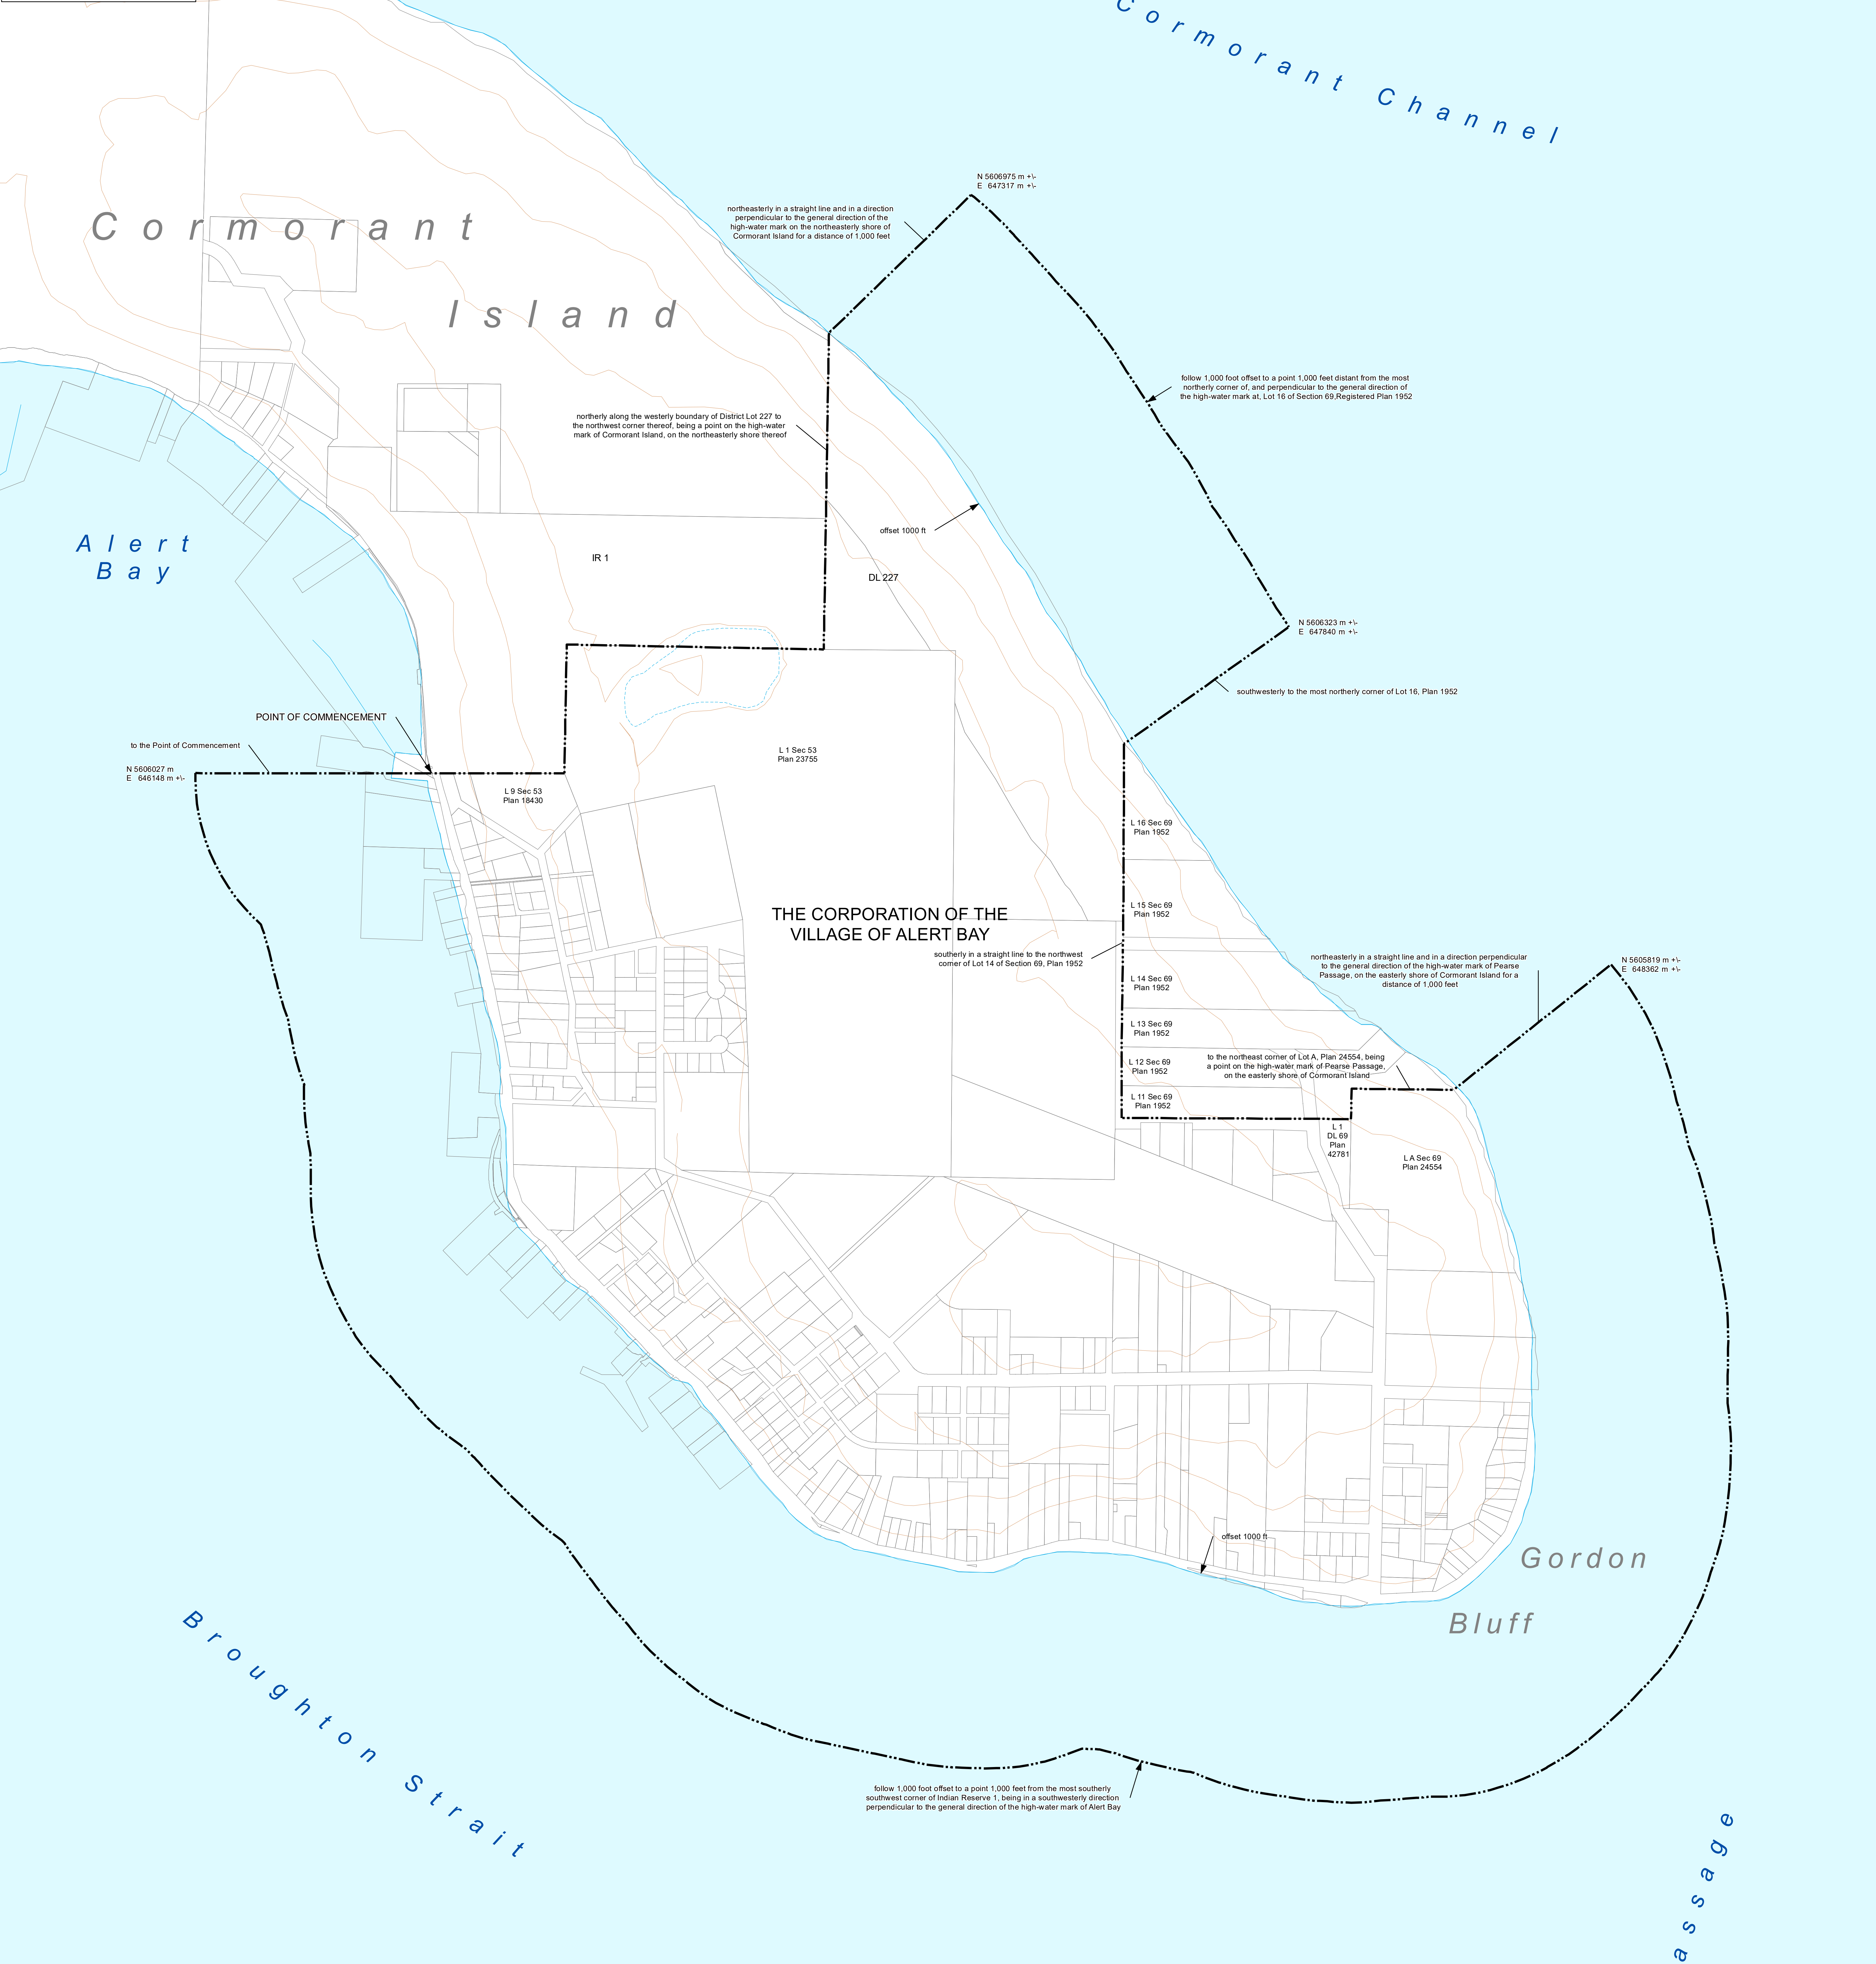 Cormorant Channel
N 5606975 m +\-
E 647317 m +\-
northeasterly in a straight line and in a direction
perpendicular to the general direction of the
high-water mark on the northeasterly shore of
Cormorant Island for a distance of 1,000 feet
Cormorant
Island
follow 1,000 foot offset to a point 1,000 feet distant from the most
northerly corner of, and perpendicular to the general direction of
the high-water mark at, Lot 16 of Section 69,Registered Plan 1952
northerly along the westerly boundary of District Lot 227 to
the northwest corner thereof, being a point on the high-water
mark of Cormorant Island, on the northeasterly shore thereof
offset 1000 ft
Alert
Bay
IR 1
DL 227
N 5606323 m +\-
E 647840 m +\-
southwesterly to the most northerly corner of Lot 16, Plan 1952
POINT OF COMMENCEMENT
to the Point of Commencement
N 5606027 m
E 646148 m +\-
L 1 Sec 53
Plan 23755
L 9 Sec 53
Plan 18430
L 16 Sec 69
Plan 1952
THE CORPORATION OF THE
VILLAGE OF ALERT BAY
L 15 Sec 69
Plan 1952
southerly in a straight line to the northwest
corner of Lot 14 of Section 69, Plan 1952
northeasterly in a straight line and in a direction perpendicular
to the general direction of the high-water mark of Pearse
Passage, on the easterly shore of Cormorant Island for a
distance of 1,000 feet
N 5605819 m +\-
E 648362 m +\-
L 14 Sec 69
Plan 1952
L 13 Sec 69
Plan 1952
L 12 Sec 69
Plan 1952
to the northeast corner of Lot A, Plan 24554, being
a point on the high-water mark of Pearse Passage,
on the easterly shore of Cormorant Island
L 11 Sec 69
Plan 1952
L 1
DL 69
Plan
42781
L A Sec 69
Plan 24554
offset 1000 ft
Gordon
Bluff
Broughton Strait
follow 1,000 foot offset to a point 1,000 feet from the most southerly
southwest corner of Indian Reserve 1, being in a southwesterly direction
perpendicular to the general direction of the high-water mark of Alert Bay
assage